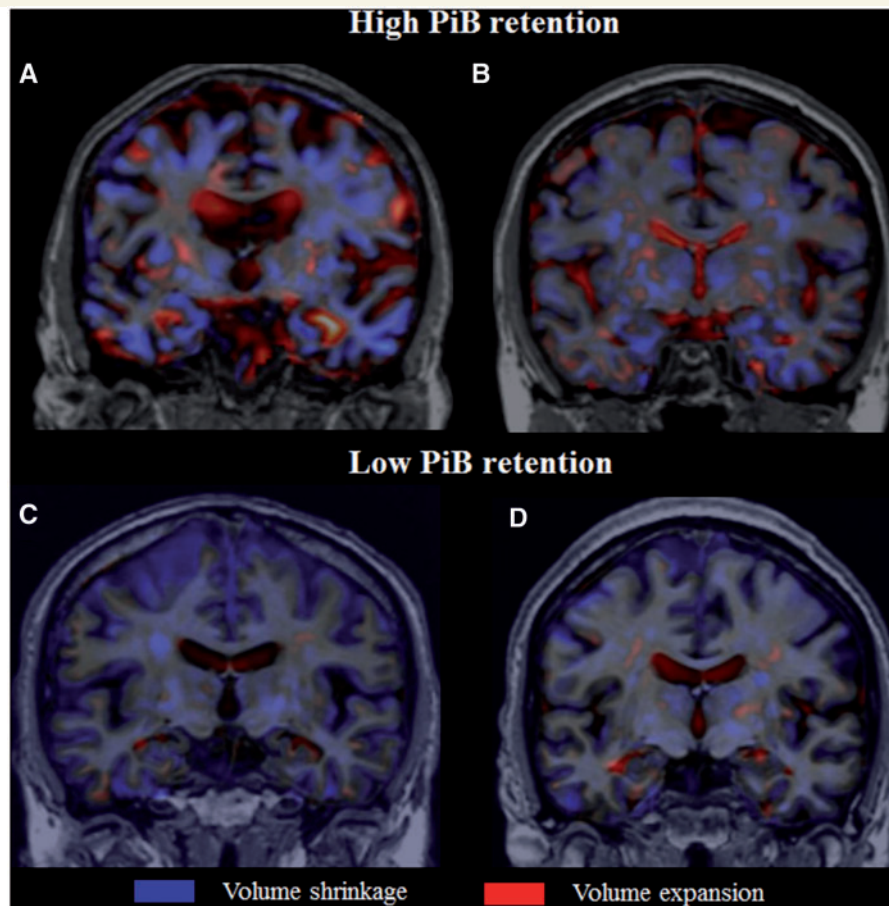 High PiB retention
A
B
Low PiB retention
C
D
Volume shrinkage
Volume expansion